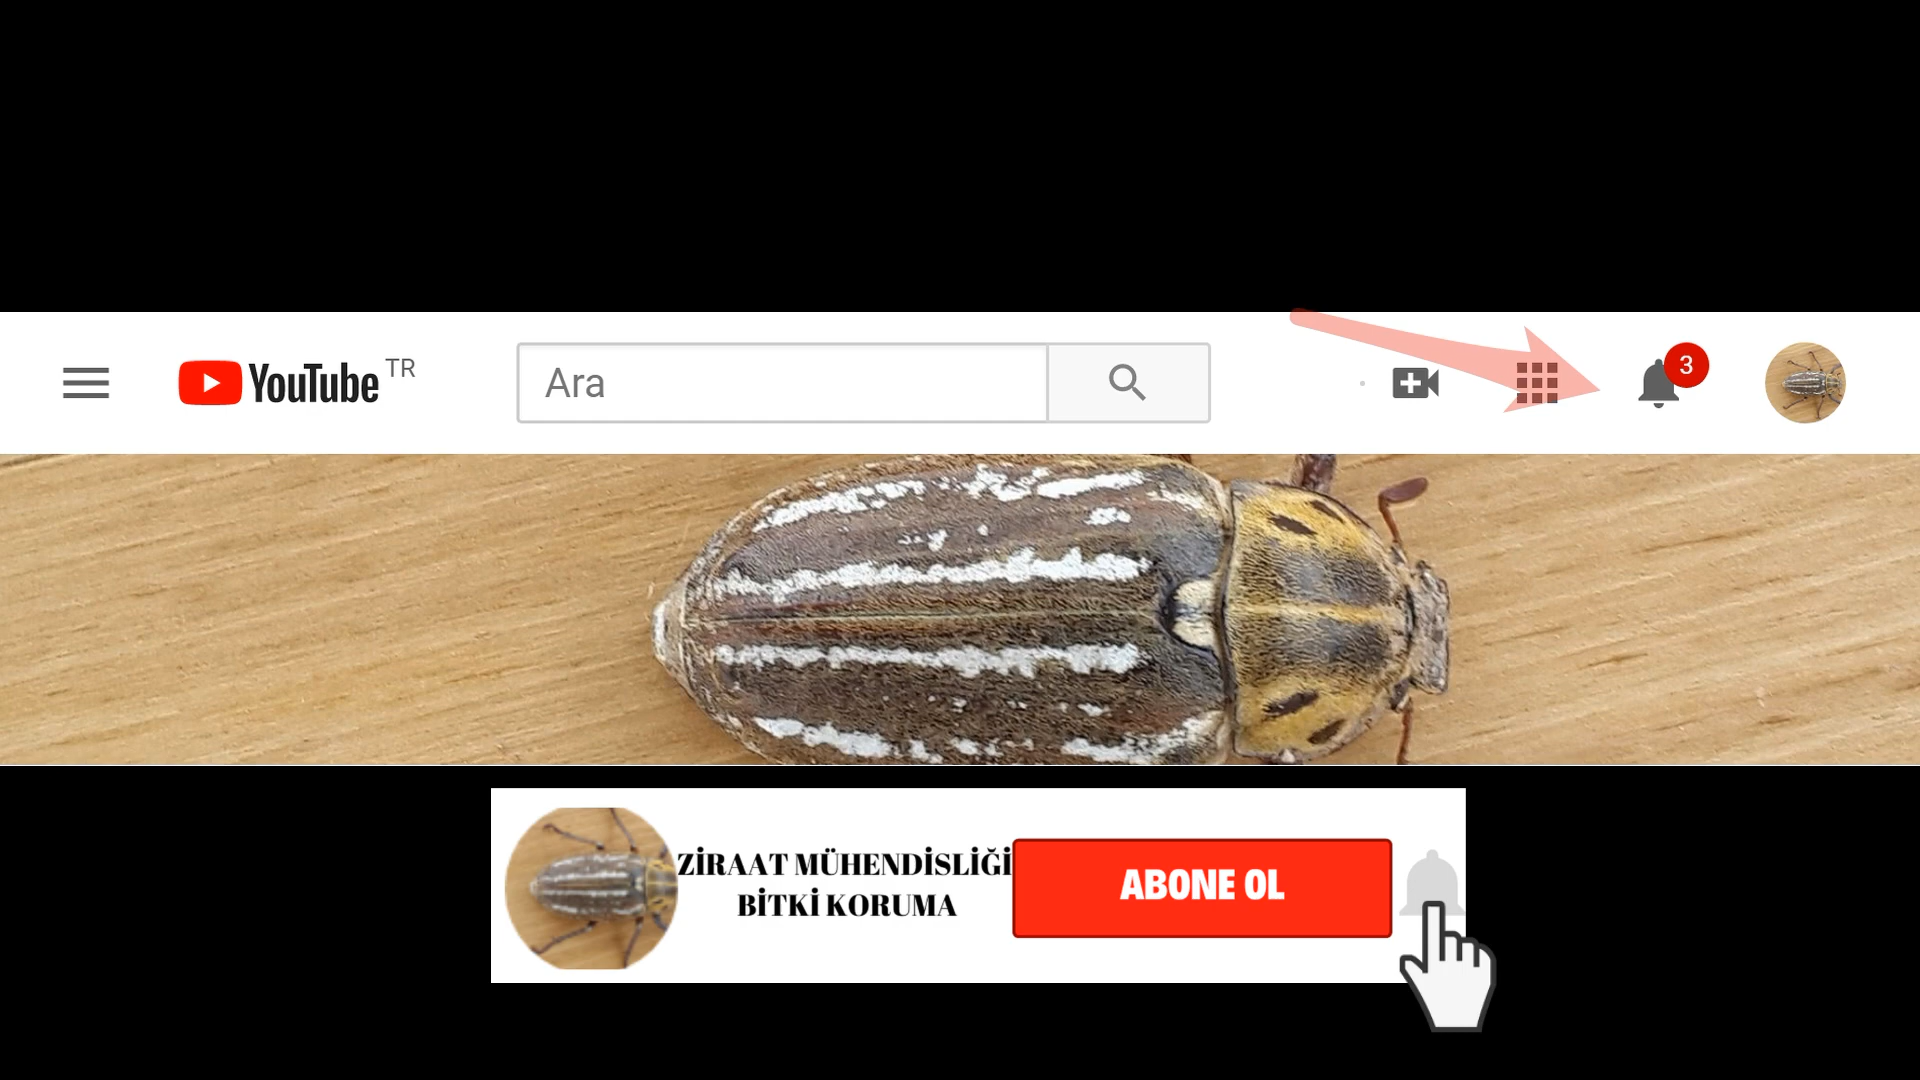 YouTube TR
Ara
3
ZİRAAT MÜHENDİSLİĞİ
BİTKİ KORUMA
ABONE OL